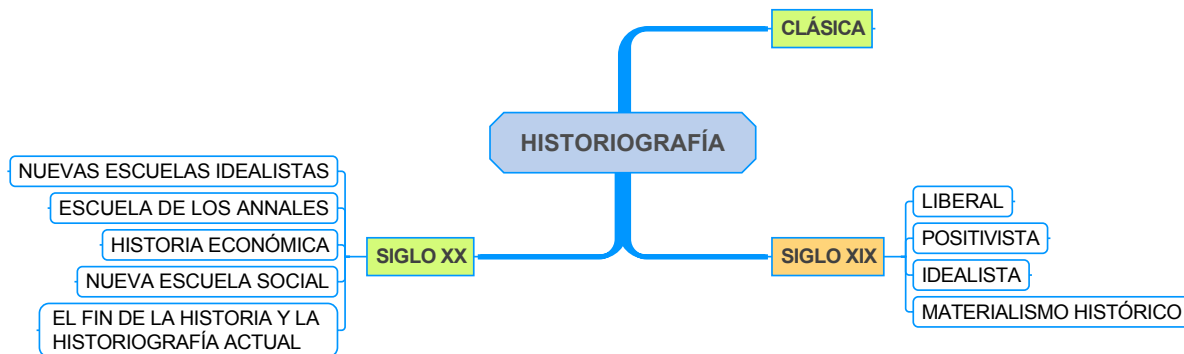 CLÁSICA
HISTORIOGRAFÍA
NUEVAS ESCUELAS IDEALISTAS
ESCUELA DE LOS ANNALES
HISTORIA ECONÓMICA
NUEVA ESCUELA SOCIAL
EL FIN DE LA HISTORIA Y LA
HISTORIOGRAFÍA ACTUAL
SIGLO XX
SIGLO XIX
LIBERAL
POSITIVISTA
IDEALISTA
MATERIALISMO HISTÓRICO